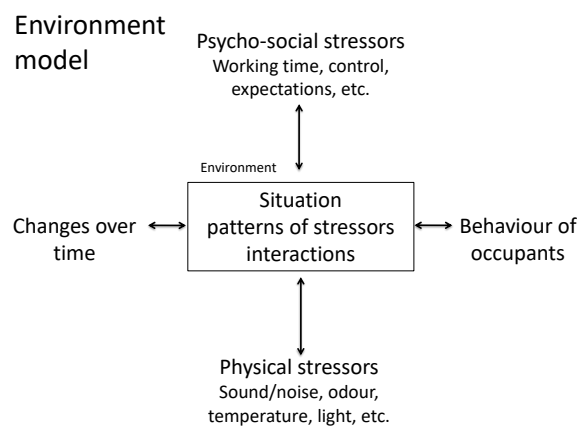 Environment
model
Psycho-social stressors
Working time, control,
expectations, etc.
Environment
Situation
patterns of stressors
interactions
Changes over
time
Behaviour of
occupants
Physical stressors
Sound/noise, odour,
temperature, light, etc.